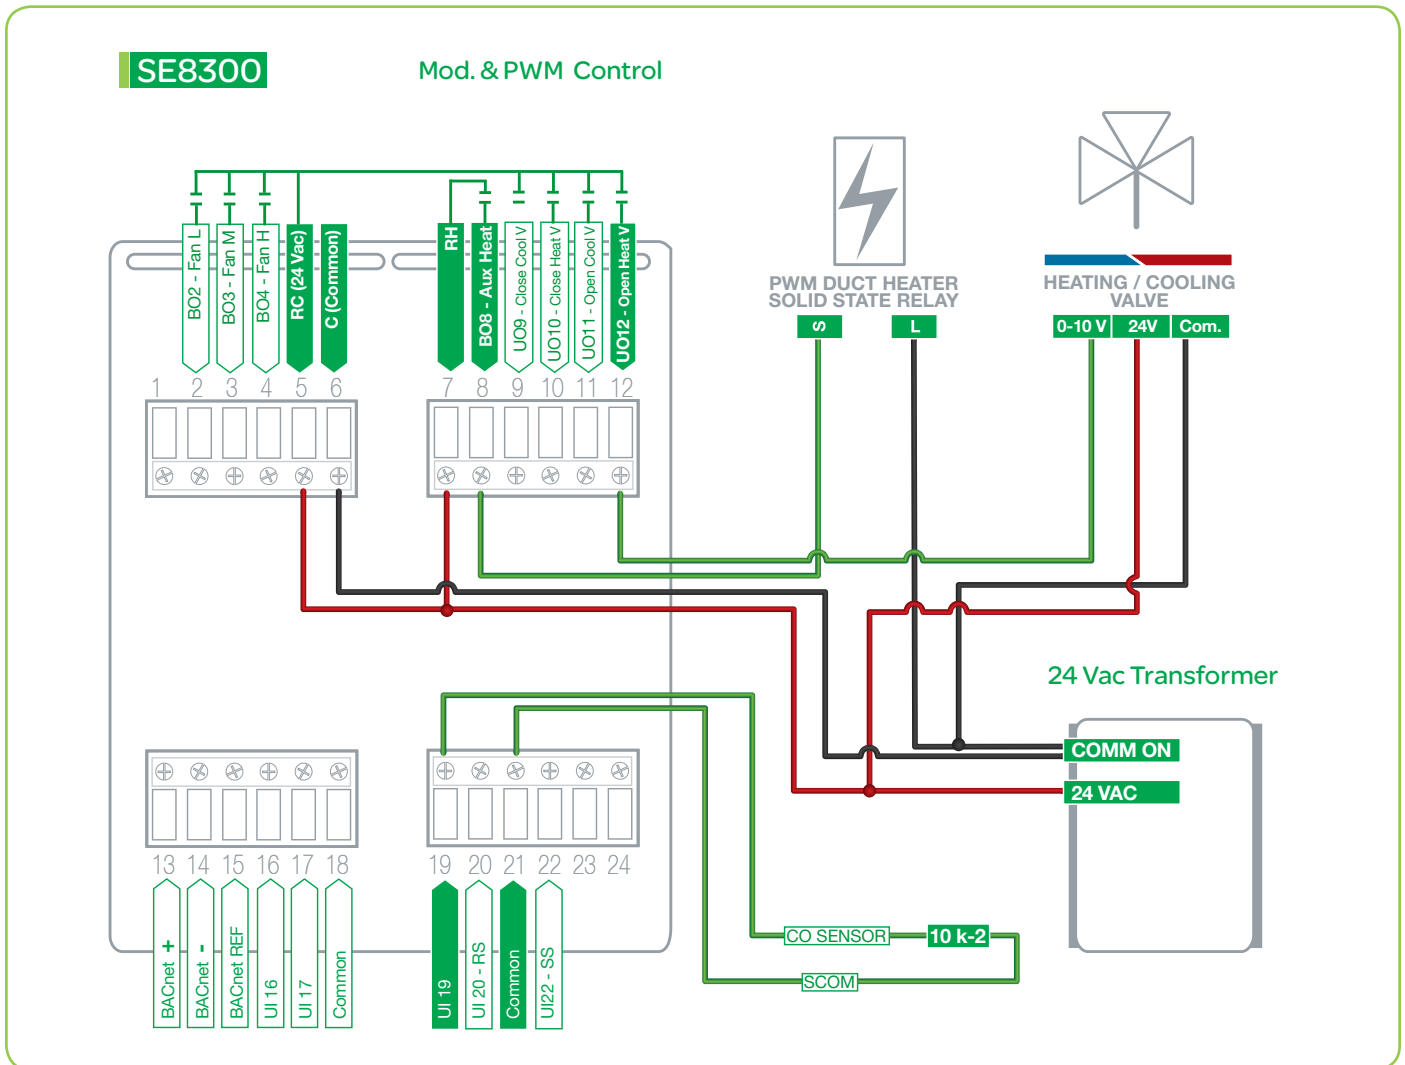 SE8300
Mod. & PWM Control
BO2 - Fan L
BO3 - Fan M
BO4 - Fan H
RC (24 Vac)
C (Common)
RH
BO8 - Aux Heat
UO9 - Close Cool V
UO10 - Close Heat V
UO11 - Open Cool V
UO12 - Open Heat V
1 2 3 4 5 6
7 8 9 10 11 12
PWM DUCT HEATER
SOLID STATE RELAY
S
L
HEATING / COOLING
VALVE
0-10 V
24V
Com.
24 Vac Transformer
COMM ON
24 VAC
13 14 15 16 17 18
19 20 21 22 23 24
BACnet +
BACnet -
BACnet REF
UI 16
UI 17
Common
UI 19
UI 20 - RS
Common
UI22 - SS
CO SENSOR
10 k-2
SCOM